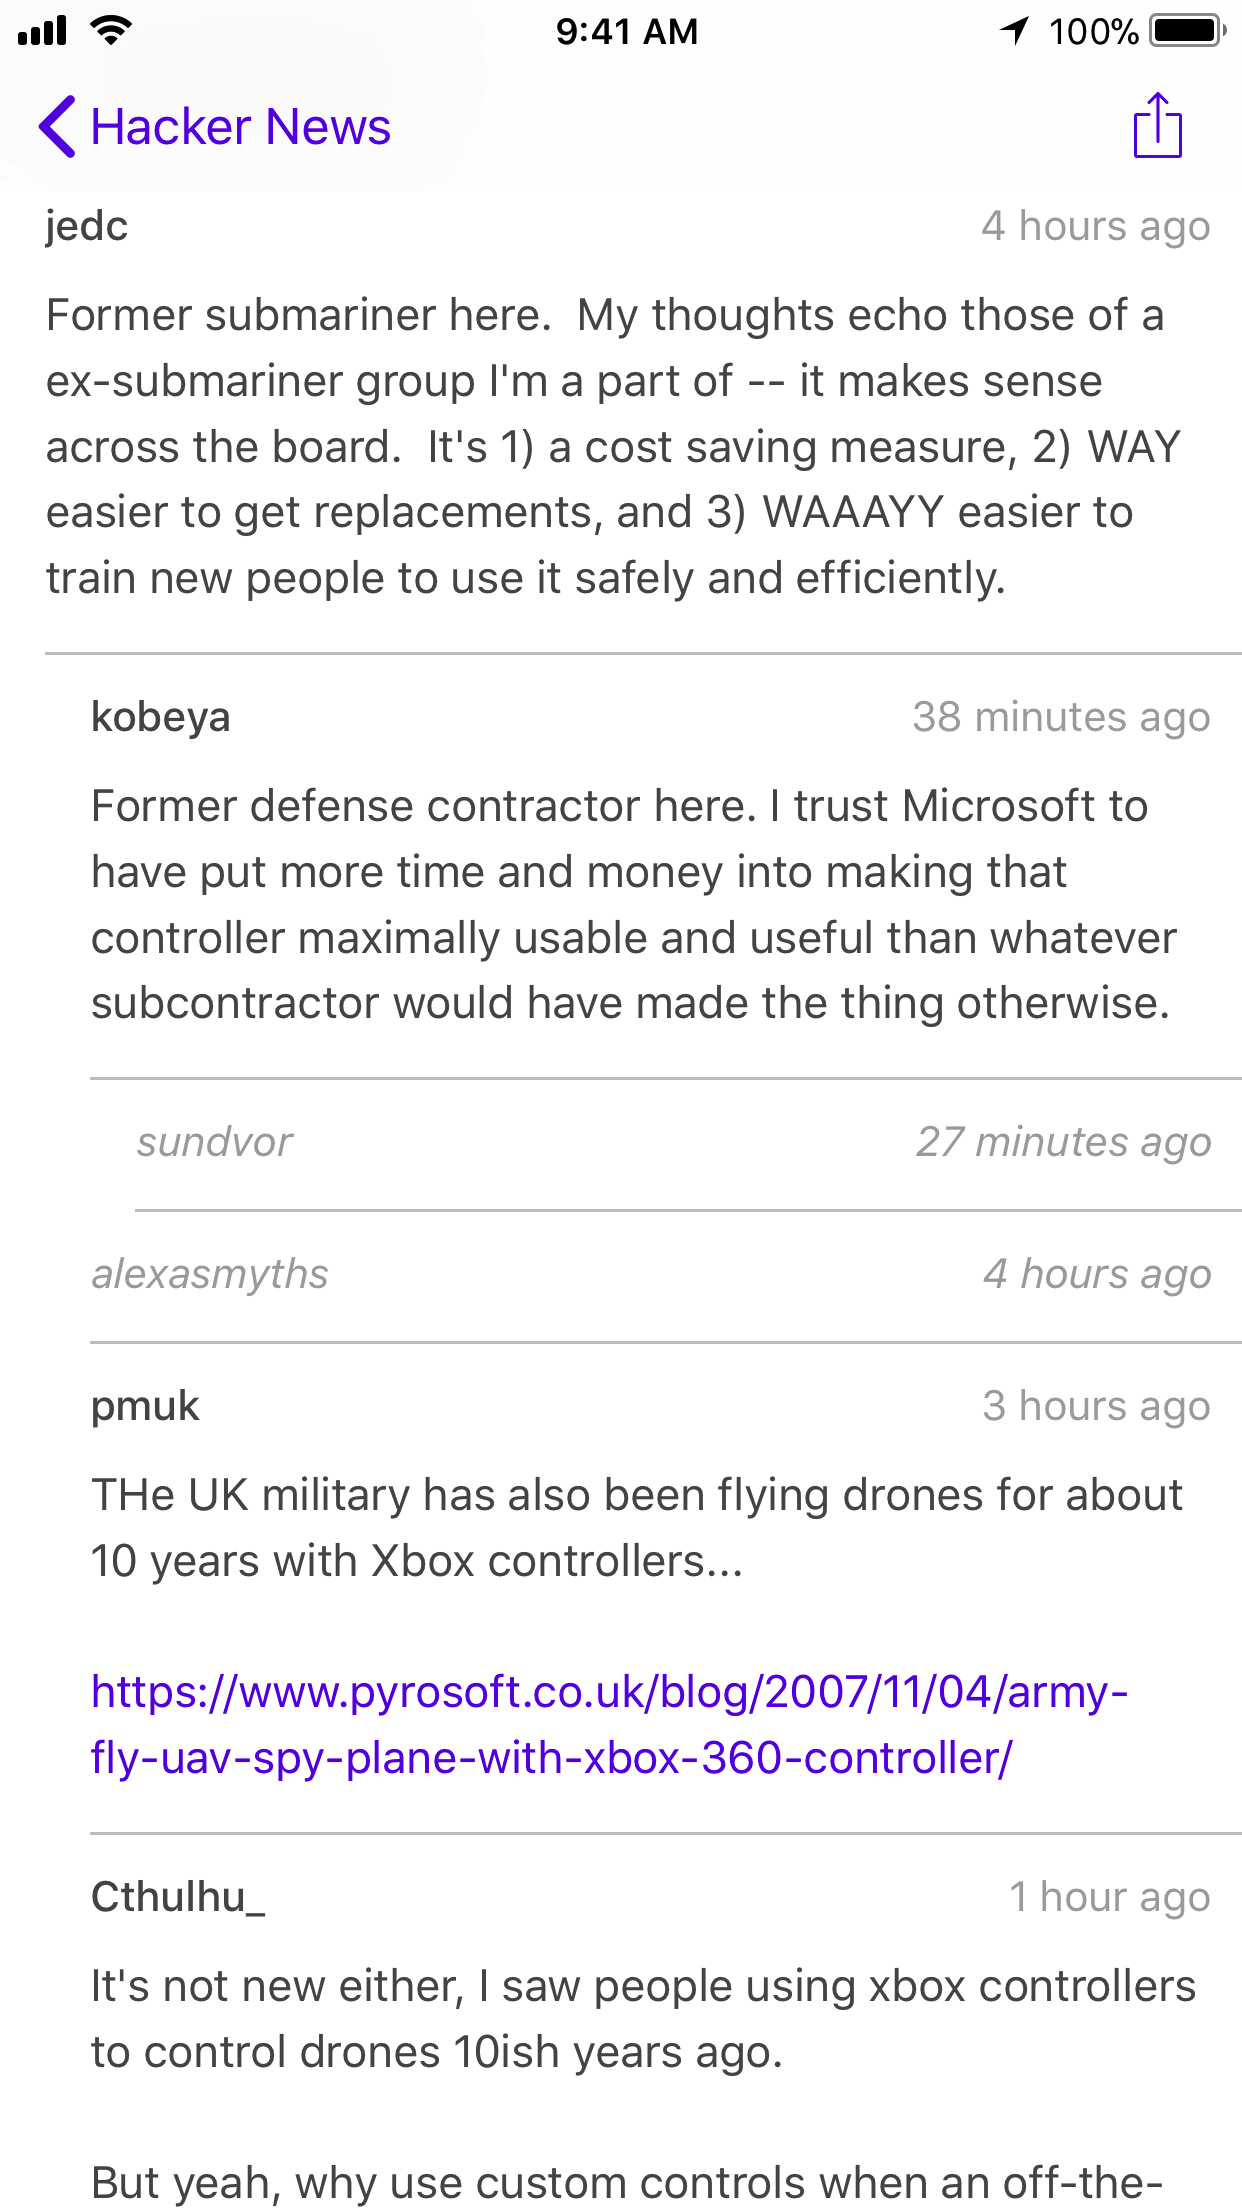 9:41 AM
100%
Hacker News
jedc
4 hours ago
Former submariner here.  My thoughts echo those of a
ex-submariner group I'm a part of -- it makes sense
across the board.  It's 1) a cost saving measure, 2) WAY
easier to get replacements, and 3) WAAAYY easier to
train new people to use it safely and efficiently.
kobeya
38 minutes ago
Former defense contractor here. I trust Microsoft to
have put more time and money into making that
controller maximally usable and useful than whatever
subcontractor would have made the thing otherwise.
sundvor
27 minutes ago
alexasmyths
4 hours ago
pmuk
3 hours ago
THe UK military has also been flying drones for about
10 years with Xbox controllers...
https://www.pyrosoft.co.uk/blog/2007/11/04/army-
fly-uav-spy-plane-with-xbox-360-controller/
Cthulhu_
1 hour ago
It's not new either, I saw people using xbox controllers
to control drones 10ish years ago.
But yeah, why use custom controls when an off-the-